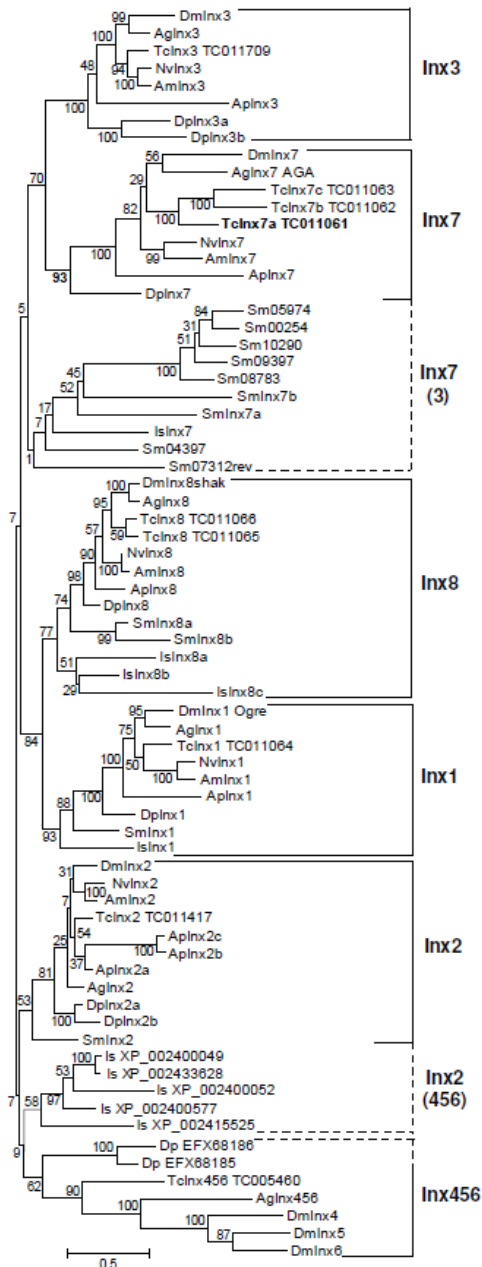 99
DmInx3
100
AgInx3
TcInx3 TC011709
Inx3
48
94
NvInx3
100
AmInx3
ApInx3
100
DpInx3a
DpInx3b
70
56
DmInx7
29
AgInx7 AGA
TcInx7c TC011063
100
TcInx7b TC011062
82
100
TcInx7a TC011061
Inx7
NvInx7
100
99
AmInx7
93
ApInx7
DpInx7
5
84
Sm05974
31
Sm00254
51
Sm10290
Sm09397
Inx7
(3)
100
Sm08783
45
52
SmInx7b
17
SmInx7a
7
IsInx7
Sm04397
1
Sm07312rev
100
DmInx8shak
95
AgInx8
TcInx8 TC011066
7
57
59
TcInx8 TC011065
90
NvInx8
100
AmInx8
98
ApInx8
Inx8
DpInx8
74
SmInx8a
99
SmInx8b
77
51
IsInx8a
IsInx8b
29
IsInx8c
95
DmInx1 Ogre
75
AgInx1
84
TcInx1 TC011064
100
50
NvInx1
100
AmInx1
Inx1
100
ApInx1
88
DpInx1
93
SmInx1
IsInx1
31
DmInx2
NvInx2
7
100
AmInx2
TcInx2 TC011417
54
ApInx2c
25
100
ApInx2b
Inx2
37
ApInx2a
81
AgInx2
DpInx2a
53
100
DpInx2b
SmInx2
100
Is XP_002400049
53
Is XP_002433628
Is XP_002400052
Inx2
(456)
58
97
Is XP_002400577
7
Is XP_002415525
9
100
Dp EFX68186
Dp EFX68185
62
90
TcInx456 TC005460
Inx456
100
AgInx456
100
DmInx4
87
DmInx5
DmInx6
0.5